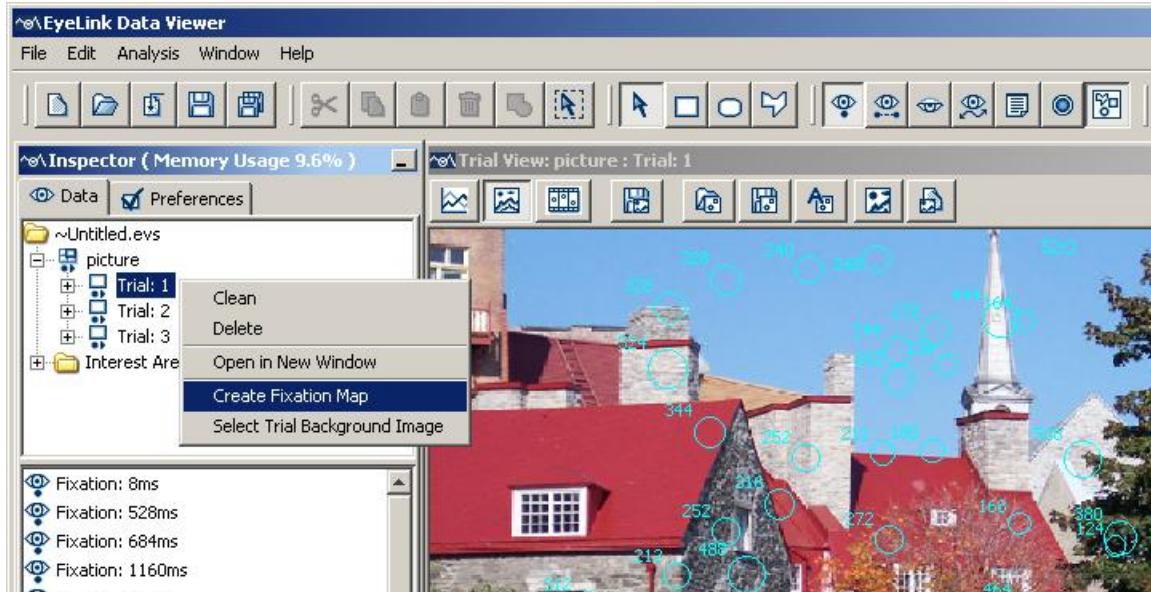 EyeLink Data Viewer
File Edit Analysis Window Help
Inspector ( Memory Usage 9.6% )
Trial View: picture : Trial: 1
Data Preferences
~Untitled.evs
picture
Trial: 1
Trial: 2
Trial: 3
Interest Are
Clean
Delete
Open in New Window
Create Fixation Map
Select Trial Background Image
Fixation: 8ms
Fixation: 528ms
Fixation: 684ms
Fixation: 1160ms
344
252
252
488
212
272
160
380
124
464